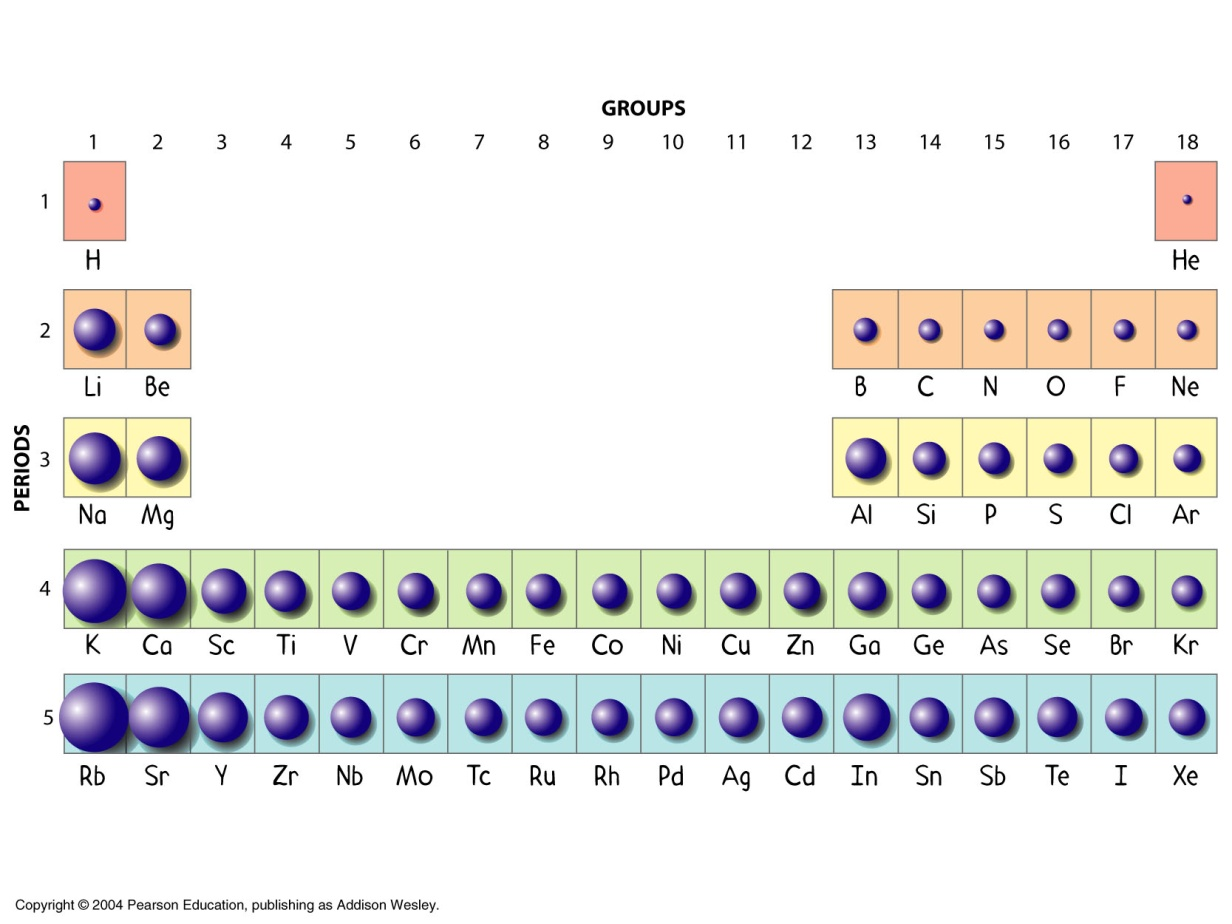 GROUPS
1 2 3 4 5 6 7 8 9 10 11 12 13 14 15 16 17 18
1
H He
2
Li Be B C N O F Ne
PERIODS
3
Na Mg Al Si P S Cl Ar
4
K Ca Sc Ti V Cr Mn Fe Co Ni Cu Zn Ga Ge As Se Br Kr
5
Rb Sr Y Zr Nb Mo Tc Ru Rh Pd Ag Cd In Sn Sb Te I Xe
Copyright © 2004 Pearson Education, publishing as Addison Wesley.